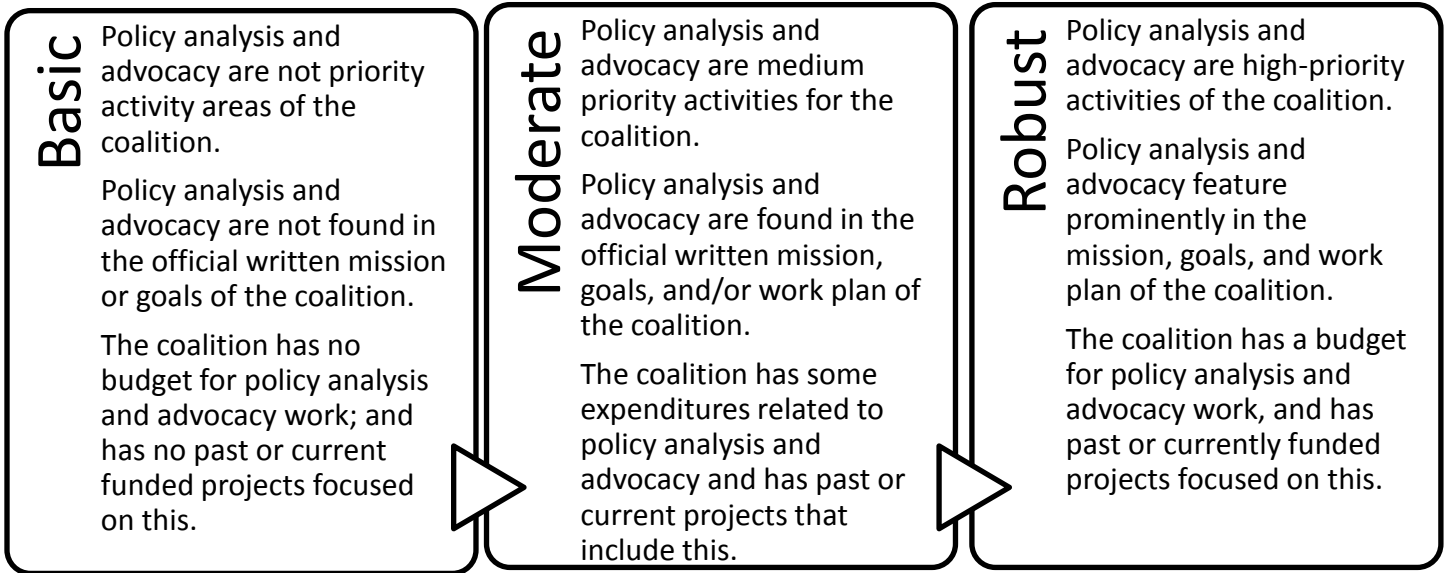 Basic
Policy analysis and
advocacy are not priority
activity areas of the
coalition.
Policy analysis and
advocacy are not found in
the official written mission
or goals of the coalition.
The coalition has no
budget for policy analysis
and advocacy work; and
has no past or current
funded projects focused
on this.
Moderate
Policy analysis and
advocacy are medium
priority activities for the
coalition.
Policy analysis and
advocacy are found in the
official written mission,
goals, and/or work plan of
the coalition.
The coalition has some
expenditures related to
policy analysis and
advocacy and has past or
current projects that
include this.
Robust
Policy analysis and
advocacy are high-priority
activities of the coalition.
Policy analysis and
advocacy feature
prominently in the
mission, goals, and work
plan of the coalition.
The coalition has a budget
for policy analysis and
advocacy work, and has
past or currently funded
projects focused on this.